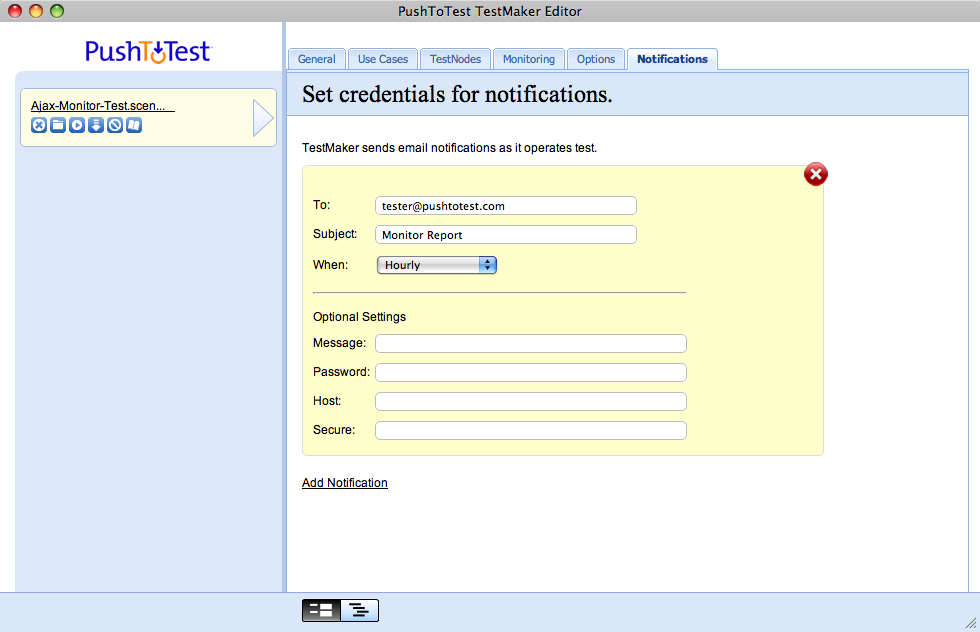 PushToTest TestMaker Editor
PushToTest
General Use Cases TestNodes Monitoring Options Notifications
Ajax-Monitor-Test.scen...
Set credentials for notifications.
TestMaker sends email notifications as it operates test.
To: tester@pushtotest.com
Subject: Monitor Report
When: Hourly
Optional Settings
Message:
Password:
Host:
Secure:
Add Notification